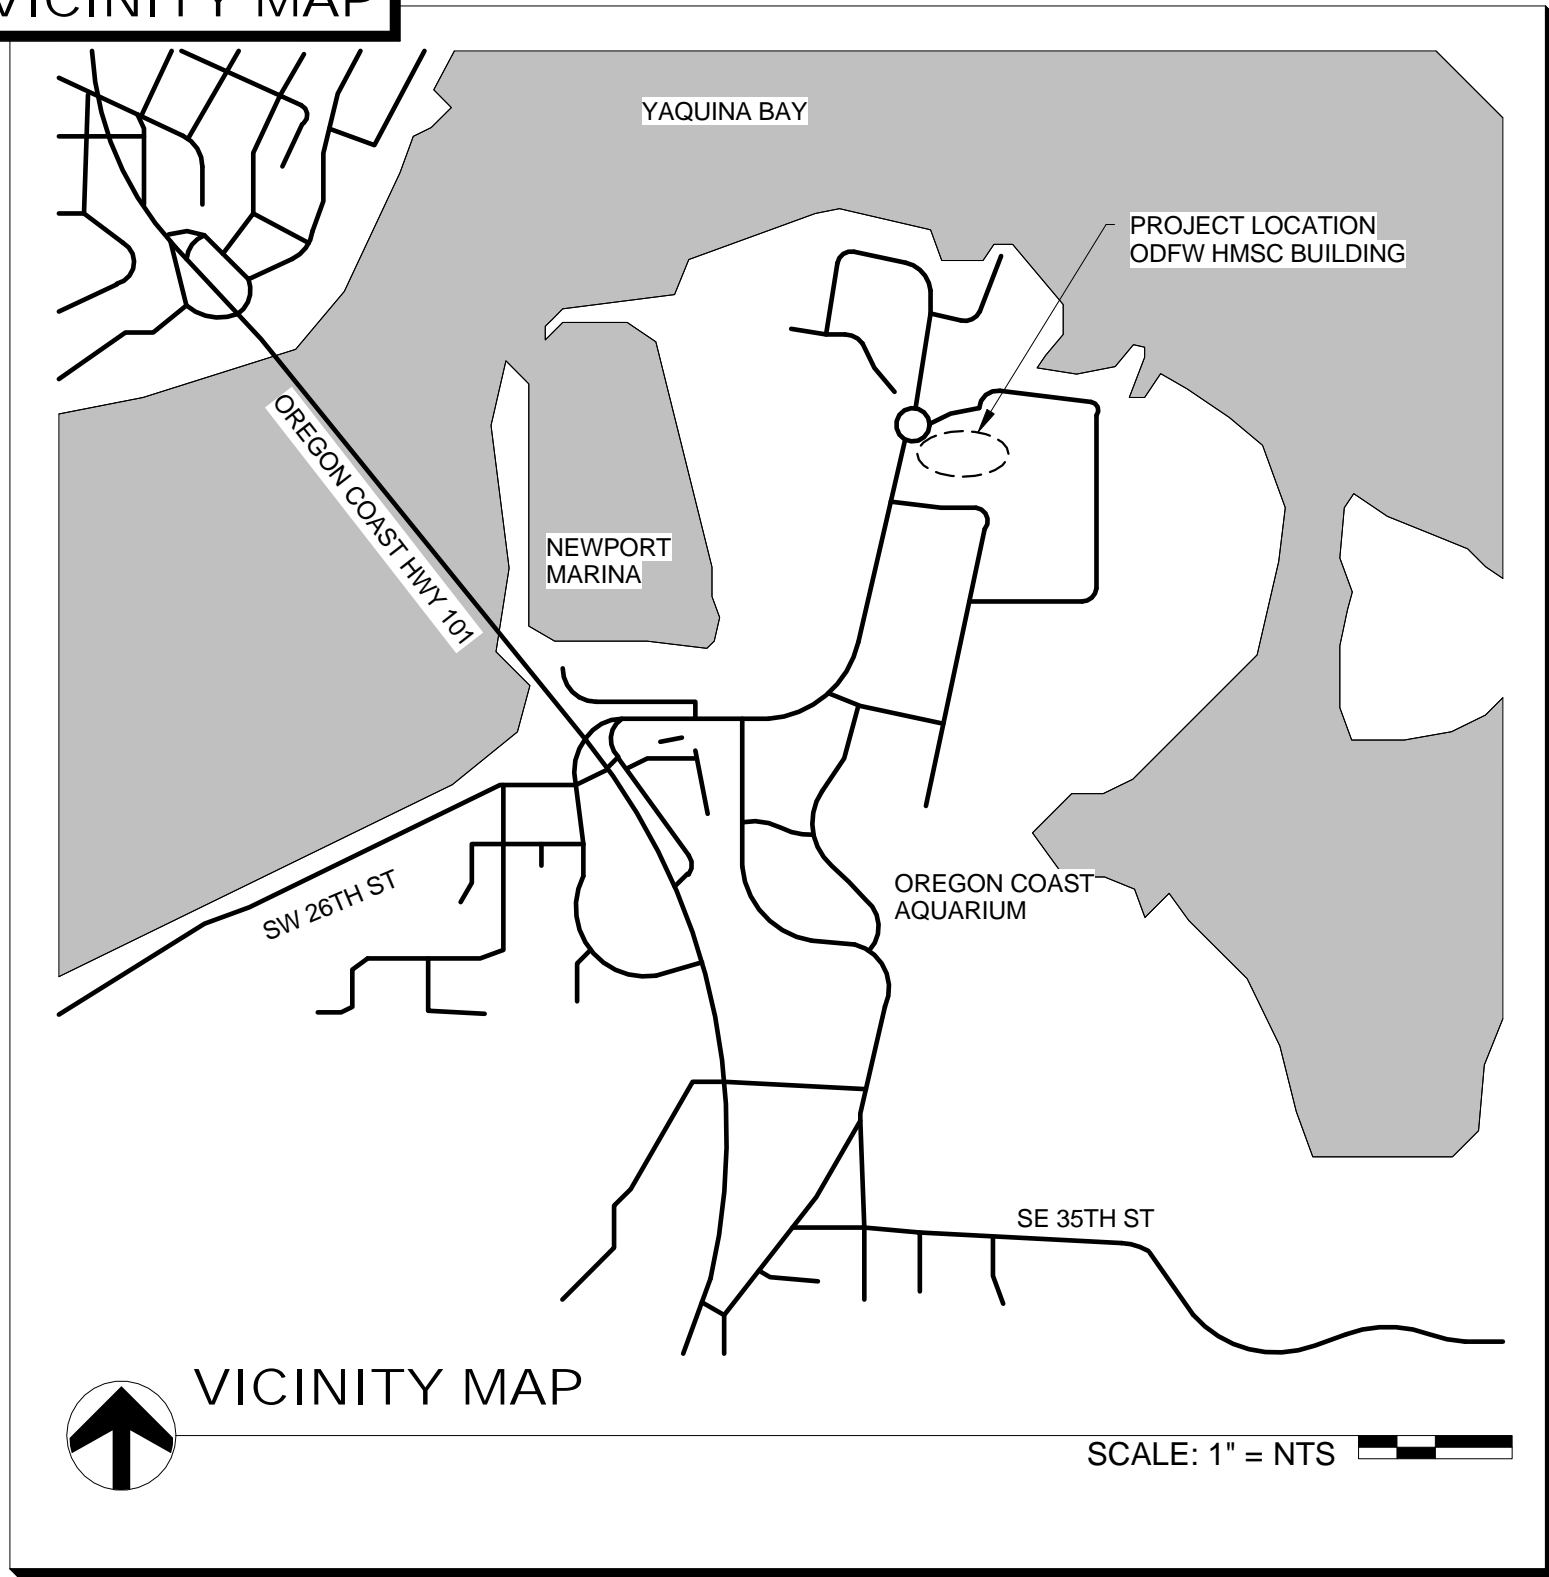 VICINITY MAP
YAQUINA BAY
PROJECT LOCATION
ODFW HMSC BUILDING
OREGON COAST HWY 101
NEWPORT
MARINA
OREGON COAST
AQUARIUM
SW 26TH ST
SE 35TH ST
VICINITY MAP
SCALE: 1" = NTS